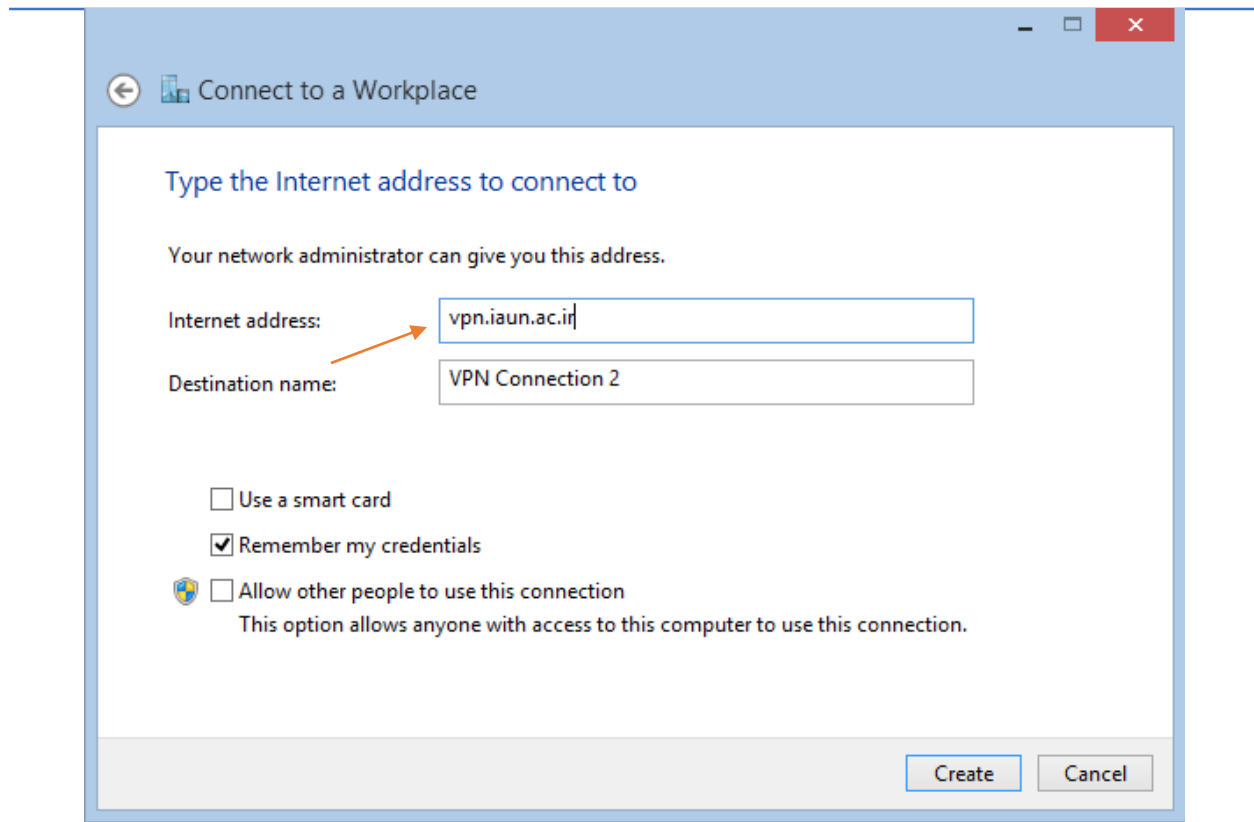 Connect to a Workplace
Type the Internet address to connect to
Your network administrator can give you this address.
Internet address: vpn.iaun.ac.ir
Destination name: VPN Connection 2
Use a smart card
Remember my credentials
Allow other people to use this connection
This option allows anyone with access to this computer to use this connection.
Create Cancel